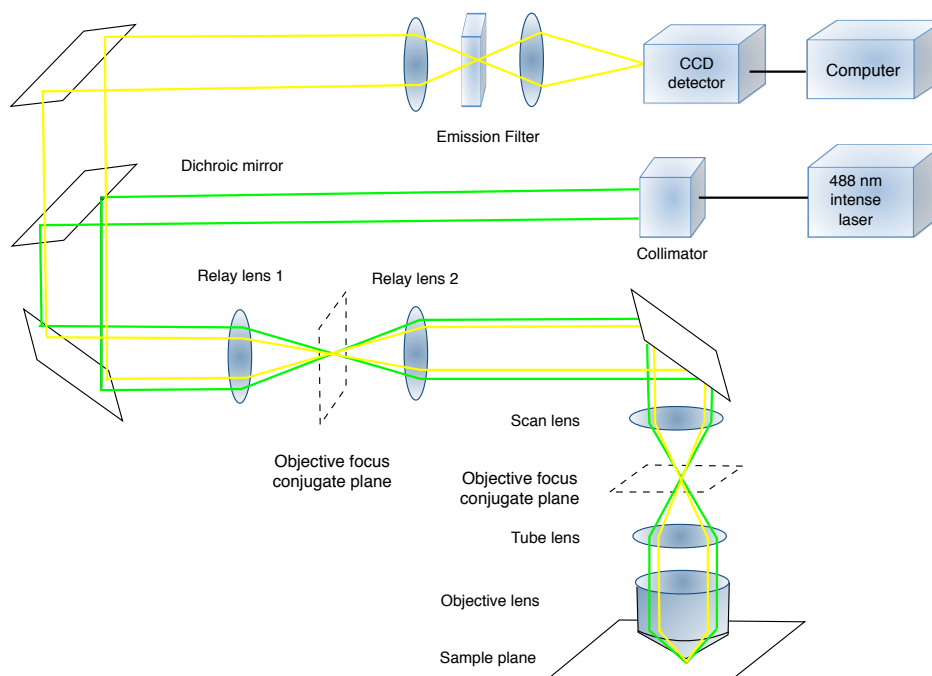 CCD
detector
Computer
Emission Filter
Dichroic mirror
488 nm
intense
laser
Collimator
Relay lens 1
Relay lens 2
Scan lens
Objective focus
conjugate plane
Objective focus
conjugate plane
Tube lens
Objective lens
Sample plane